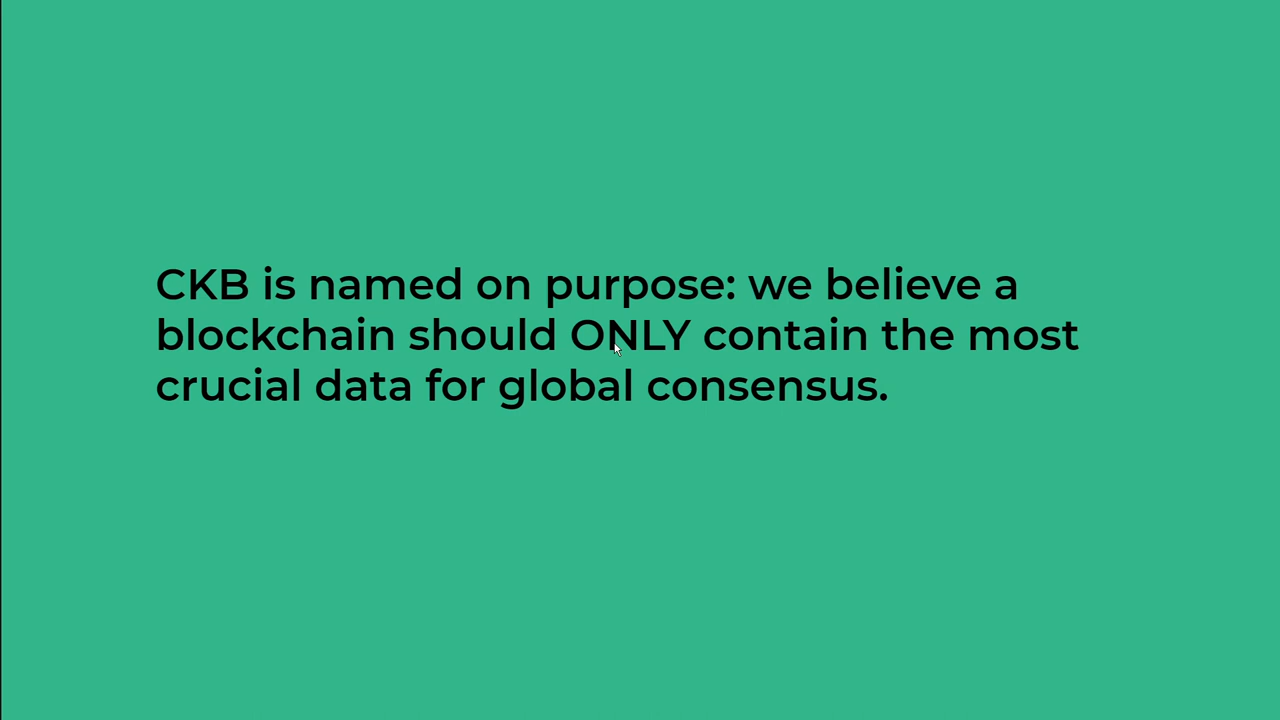 CKB is named on purpose: we believe a
blockchain should ONLY contain the most
crucial data for global consensus.